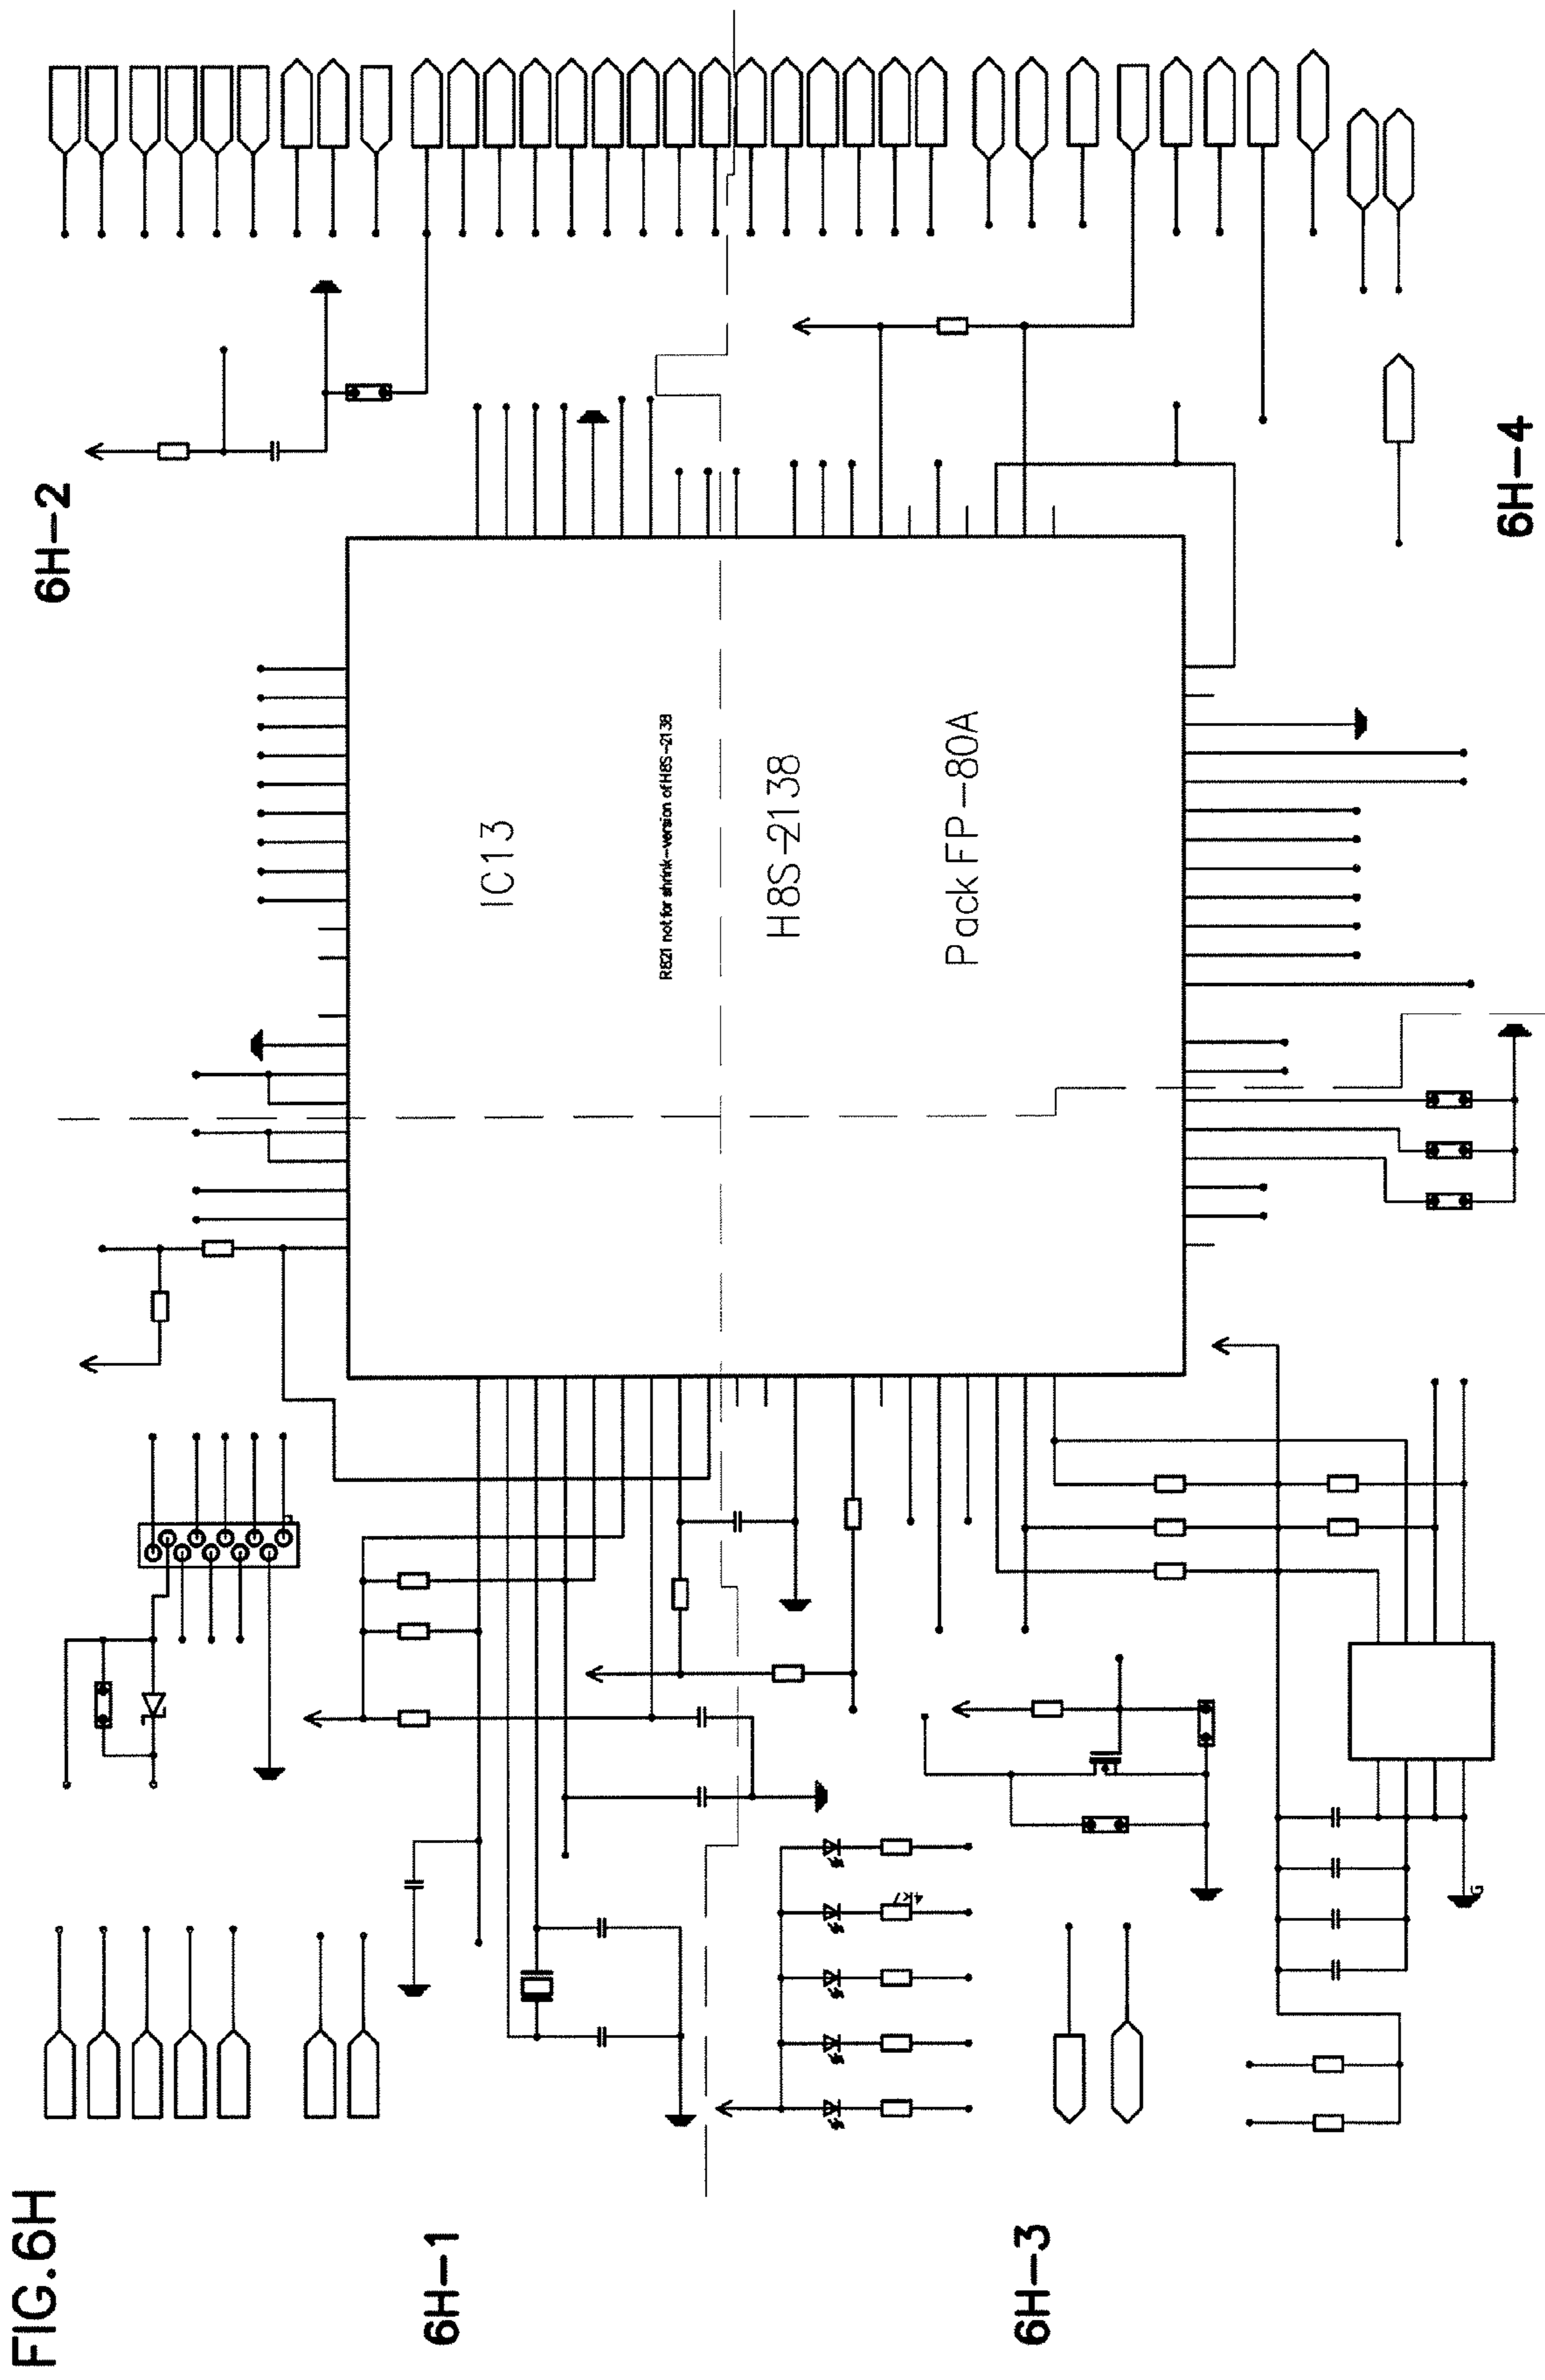 FIG.6H
6H-1
6H-2
6H-3
6H-4
IC13
R821 not for shrink-version of H8S-2138
H8S-2138
Pack FP-80A
4k7
G